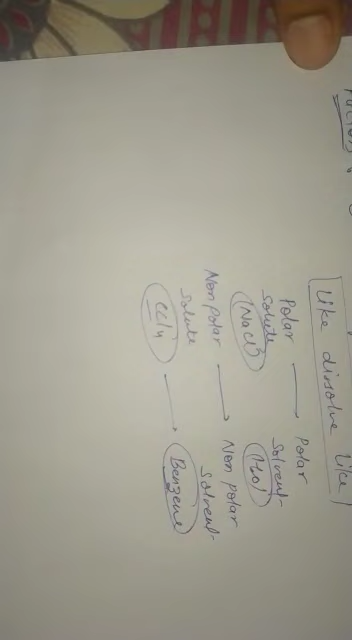 Like dissolve like
Polar → Polar
Solute Solvent
(NaCl) (H2O)
Non polar → Non polar
Solute Solvent
CCl4 → Benzene